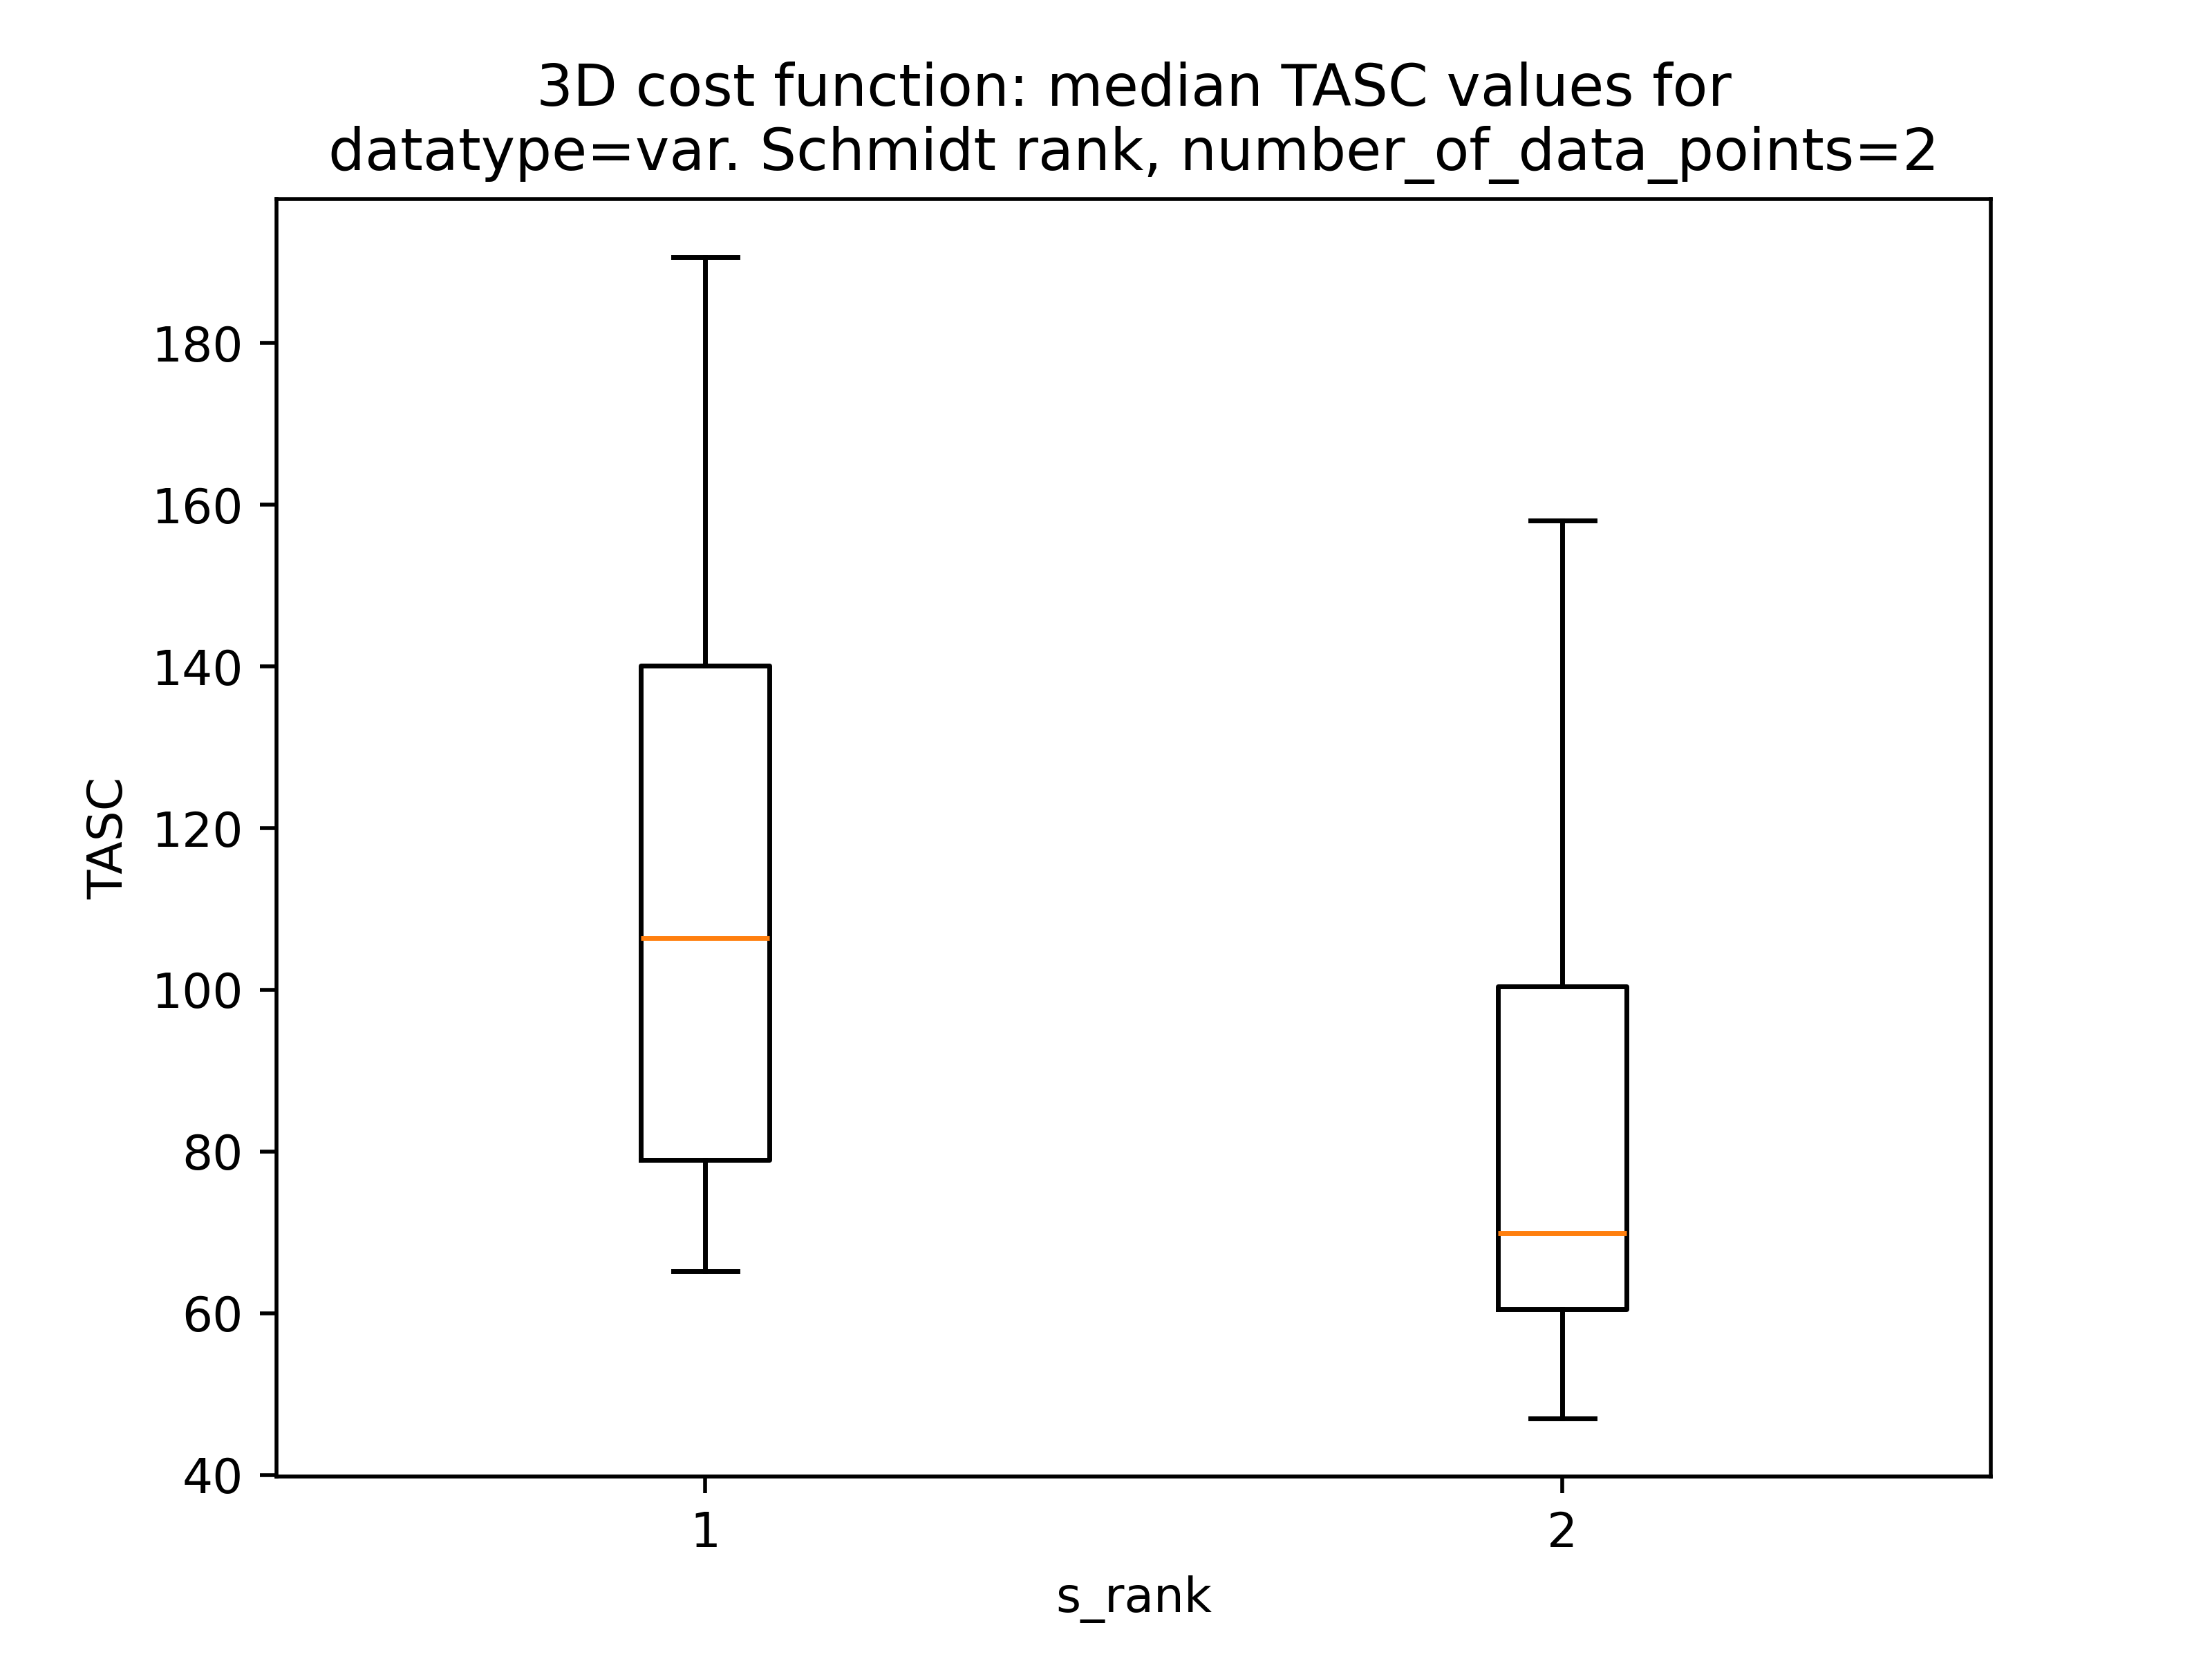 3D cost function: median TASC values for
datatype=var. Schmidt rank, number_of_data_points=2
180
160
140
120
100
80
60
40
TASC
1
2
s_rank